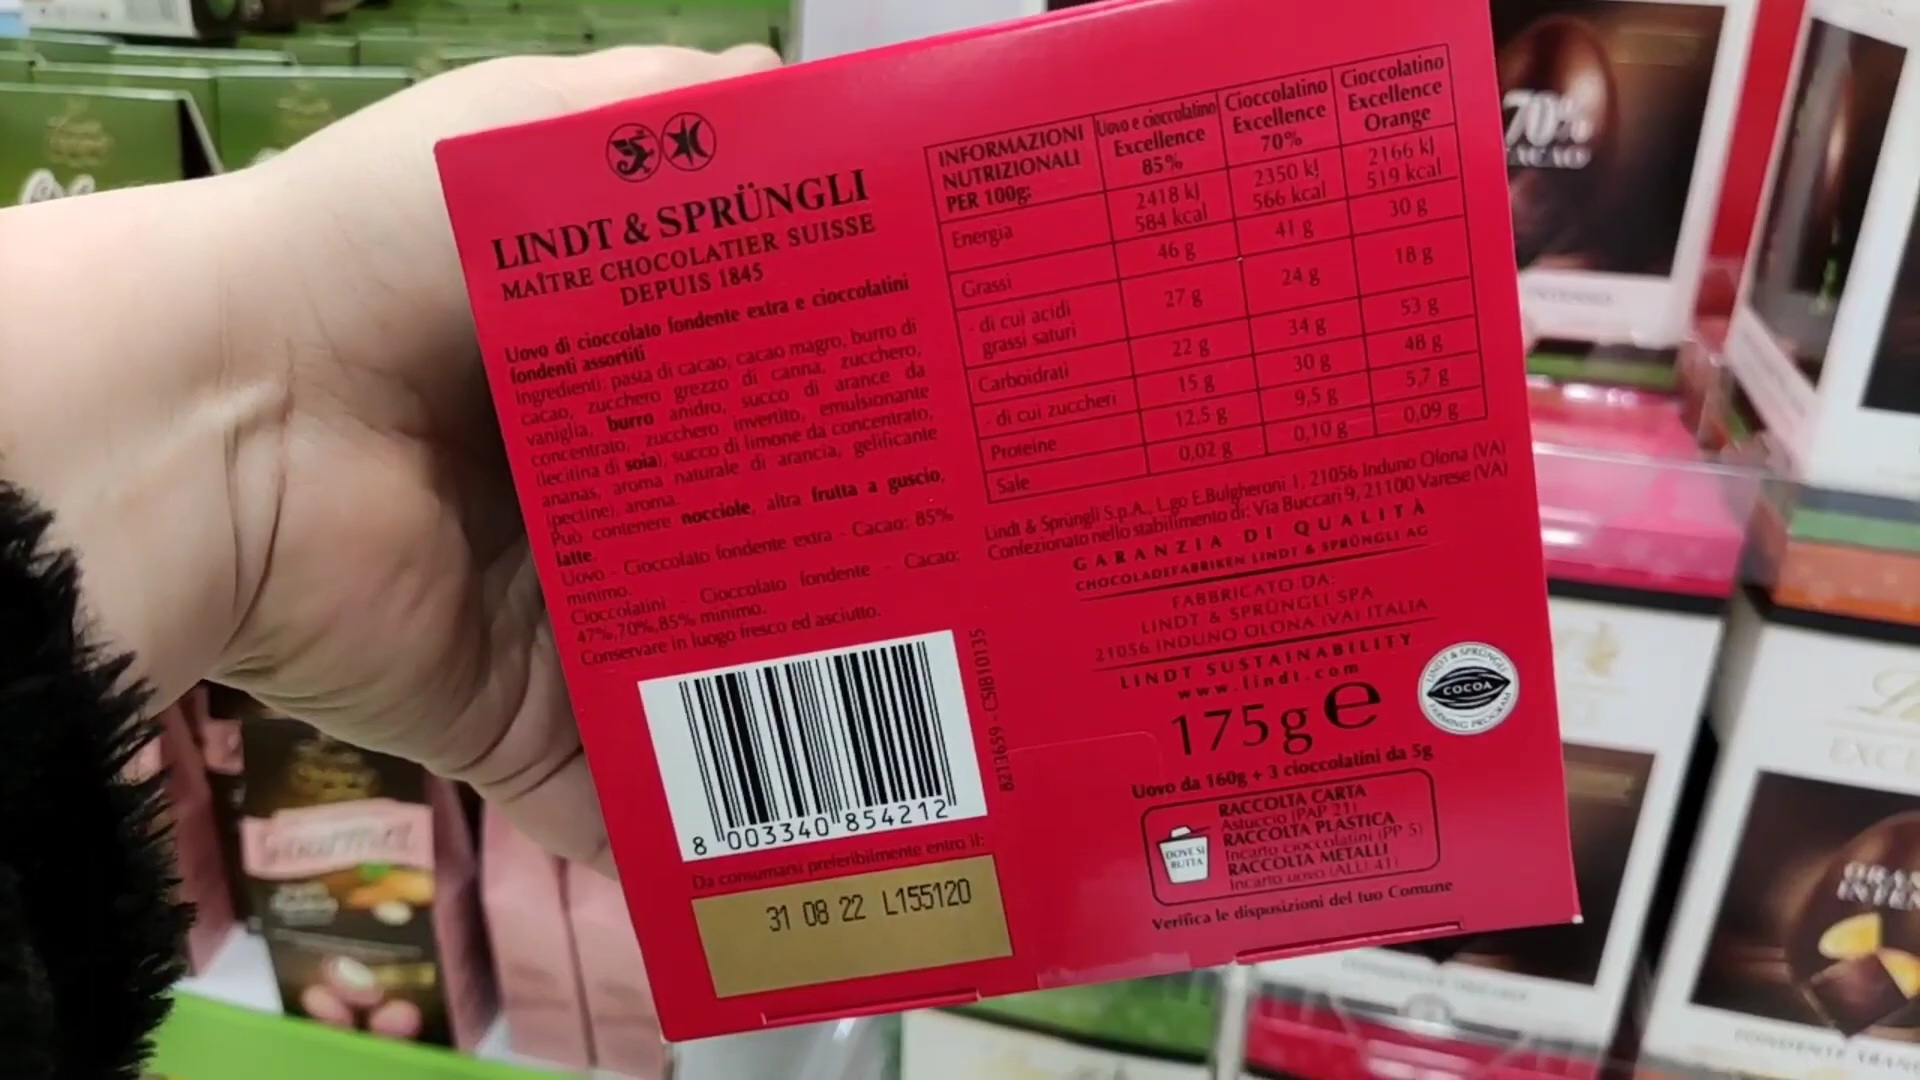 LINDT & SPRÜNGLI
MAÎTRE CHOCOLATIER SUISSE
DEPUIS 1845
Uovo di cioccolato fondente extra e cioccolatini
fondenti assortiti
Ingredienti: pasta di cacao, cacao magro, burro di
cacao, zucchero grezzo di canna, zucchero,
vaniglia, burro anidro, succo di arance da
concentrato, zucchero invertito, emulsionante
(lecitina di soia), succo di limone da concentrato,
ananas, aroma naturale di arancia, gelificante
(pectine), aroma.
Può contenere nocciole, altra frutta a guscio,
latte.
Uovo - Cioccolato fondente extra - Cacao: 85%
minimo.
Cioccolatini - Cioccolato fondente - Cacao:
47%,70%,85% minimo.
Conservare in luogo fresco ed asciutto.
8 003340 854212
8213659 - CSIB10135
Da consumarsi preferibilmente entro il:
31 08 22 L155120
INFORMAZIONI NUTRIZIONALI PER 100g: Uovo e cioccolatino Excellence 85% Cioccolatino Excellence 70% Cioccolatino Excellence Orange
Energia 2418 kJ 584 kcal 2350 kJ 566 kcal 2166 kJ 519 kcal
Grassi 46 g 41 g 30 g
- di cui acidi grassi saturi 27 g 24 g 18 g
Carboidrati 22 g 34 g 53 g
- di cui zuccheri 15 g 30 g 48 g
Proteine 12,5 g 9,5 g 5,7 g
Sale 0,02 g 0,10 g 0,09 g
Lindt & Sprüngli S.p.A., L.go E.Bulgheroni 1, 21056 Induno Olona (VA)
Confezionato nello stabilimento di: Via Buccari 9, 21100 Varese (VA)
GARANZIA DI QUALITÀ
CHOCOLADEFABRIKEN LINDT & SPRÜNGLI AG
FABBRICATO DA:
LINDT & SPRÜNGLI SPA
21056 INDUNO OLONA (VA) ITALIA
LINDT SUSTAINABILITY
www.lindt.com
175g e
LINDT & SPRÜNGLI
COCOA
FARMING PROGRAM
Uovo da 160g + 3 cioccolatini da 5g
DOVE SI
BUTTA
RACCOLTA CARTA
Astuccio (PAP 21)
RACCOLTA PLASTICA
Incarto cioccolatini (PP 5)
RACCOLTA METALLI
Incarto uovo (ALU 41)
Verifica le disposizioni del tuo Comune
70%
CACAO